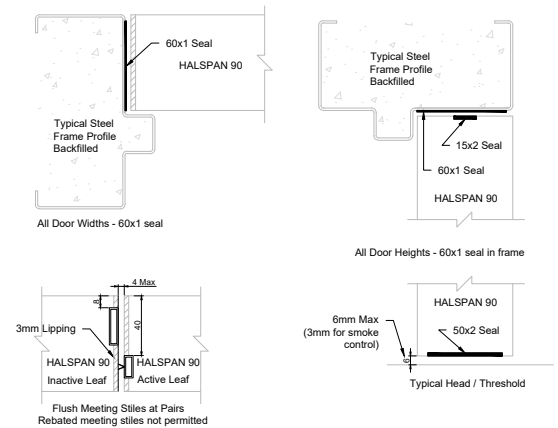 60x1 Seal
HALSPAN 90
Typical Steel
Frame Profile
Backfilled
All Door Widths - 60x1 seal
Typical Steel
Frame Profile
Backfilled
15x2 Seal
60x1 Seal
HALSPAN 90
All Door Heights - 60x1 seal in frame
4 Max
8
40
3mm Lipping
HALSPAN 90
Inactive Leaf
HALSPAN 90
Active Leaf
Flush Meeting Stiles at Pairs
Rebated meeting stiles not permitted
HALSPAN 90
6mm Max
(3mm for smoke
control)
50x2 Seal
6
Typical Head / Threshold